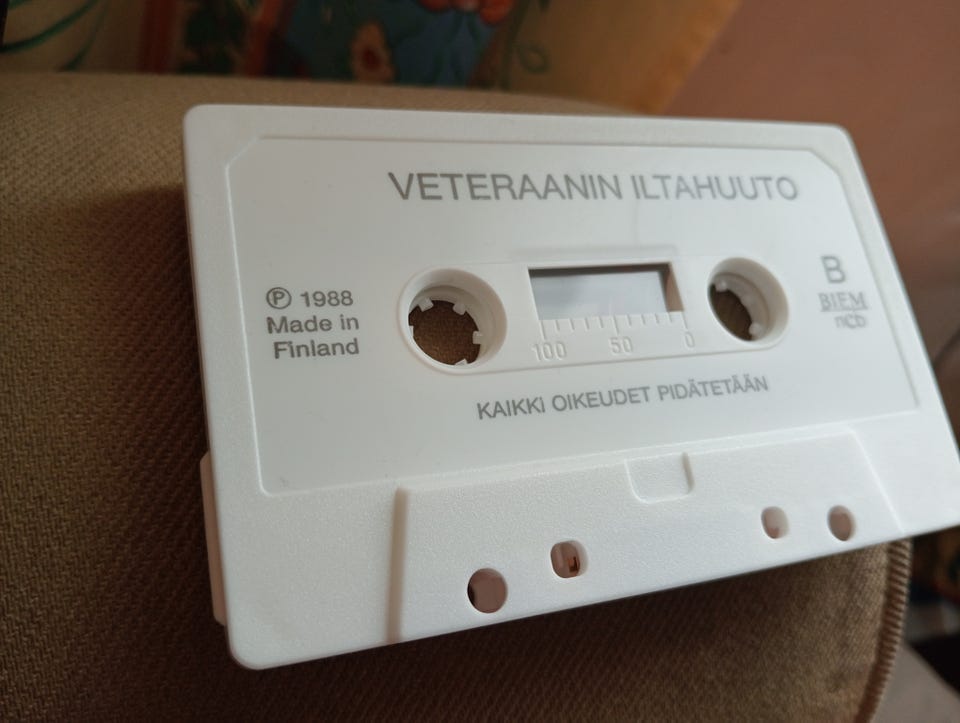 VETERAANIN ILTAHUUTO
Ⓟ 1988
Made in
Finland
B
BIEM
nCb
100 50 0
KAIKKI OIKEUDET PIDÄTETÄÄN